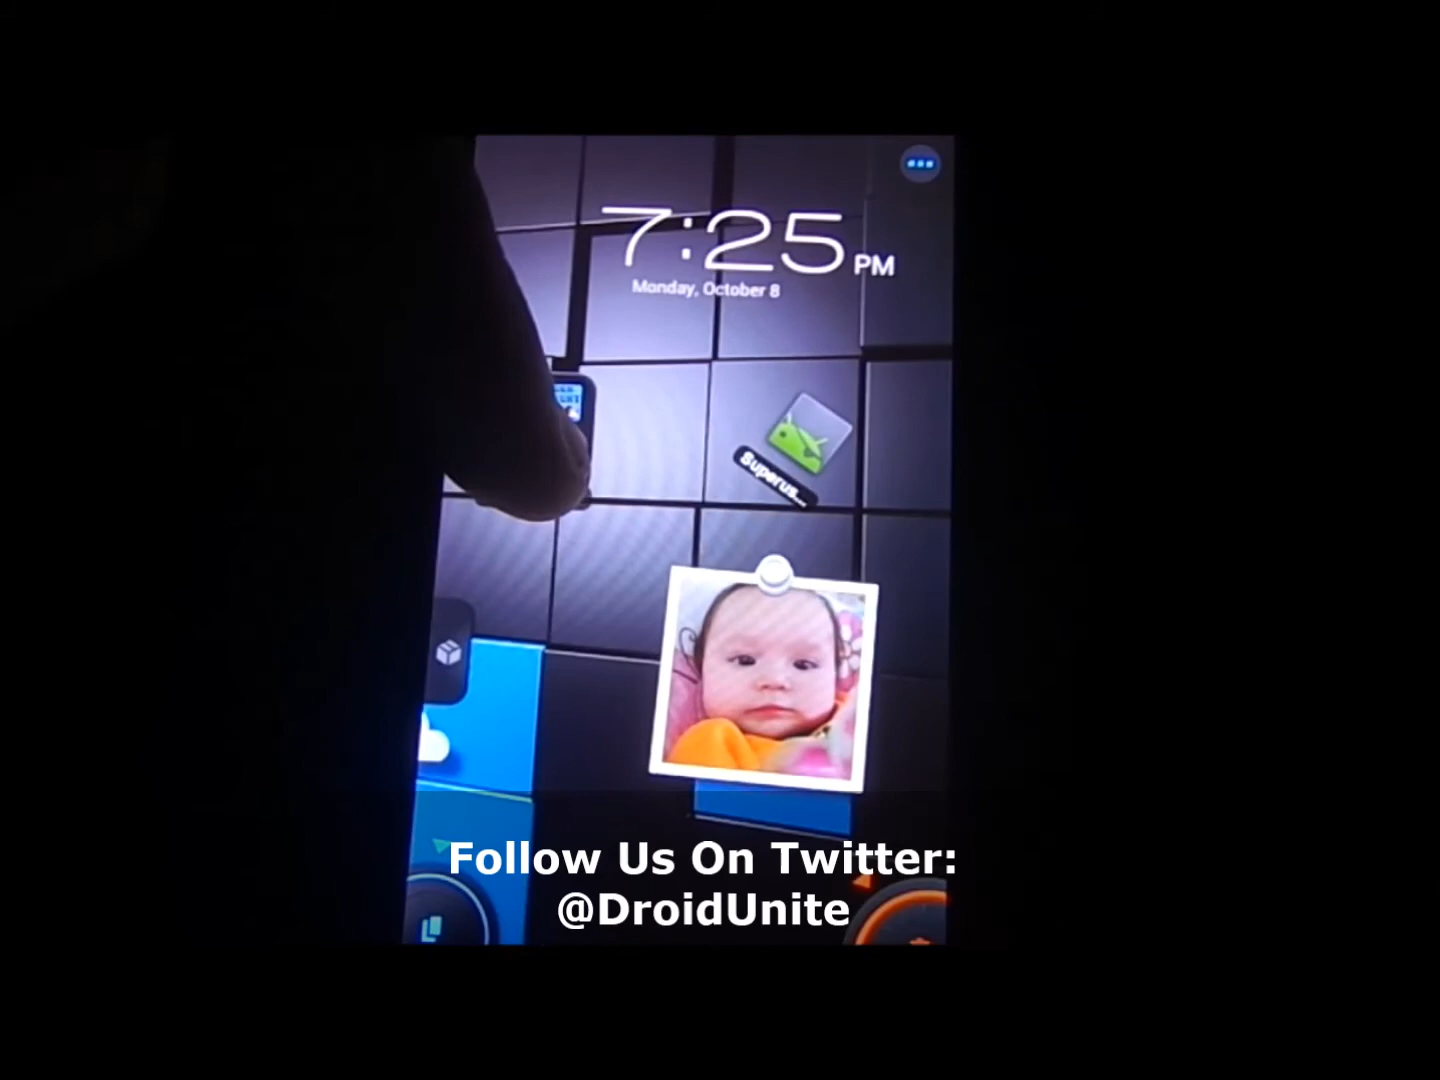 7:25 PM
Monday, October 8
Superus...
Follow Us On Twitter:
@DroidUnite